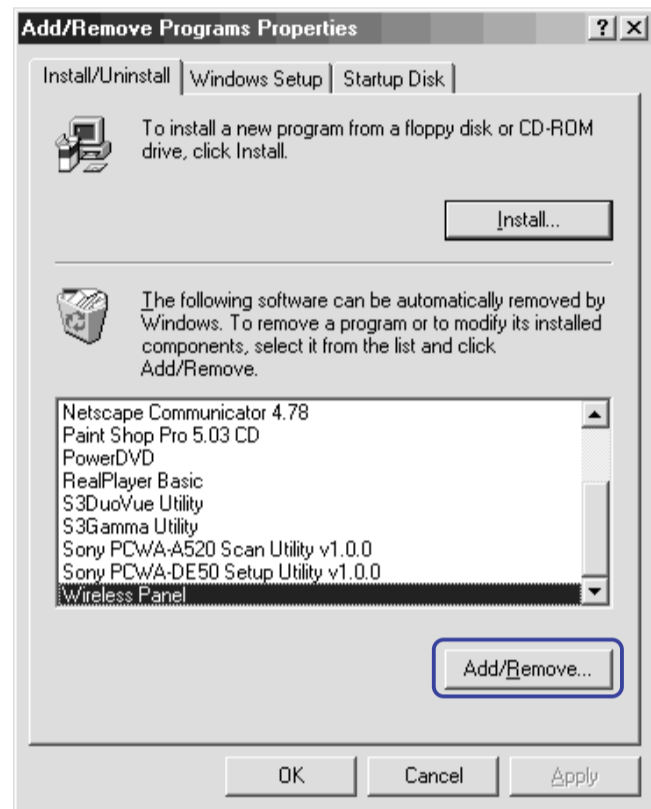 Add/Remove Programs Properties
? ×
Install/Uninstall Windows Setup Startup Disk
To install a new program from a floppy disk or CD-ROM
drive, click Install.
Install...
The following software can be automatically removed by
Windows. To remove a program or to modify its installed
components, select it from the list and click
Add/Remove.
Netscape Communicator 4.78
Paint Shop Pro 5.03 CD
PowerDVD
RealPlayer Basic
S3DuoVue Utility
S3Gamma Utility
Sony PCWA-A520 Scan Utility v1.0.0
Sony PCWA-DE50 Setup Utility v1.0.0
Wireless Panel
Add/Remove...
OK Cancel Apply